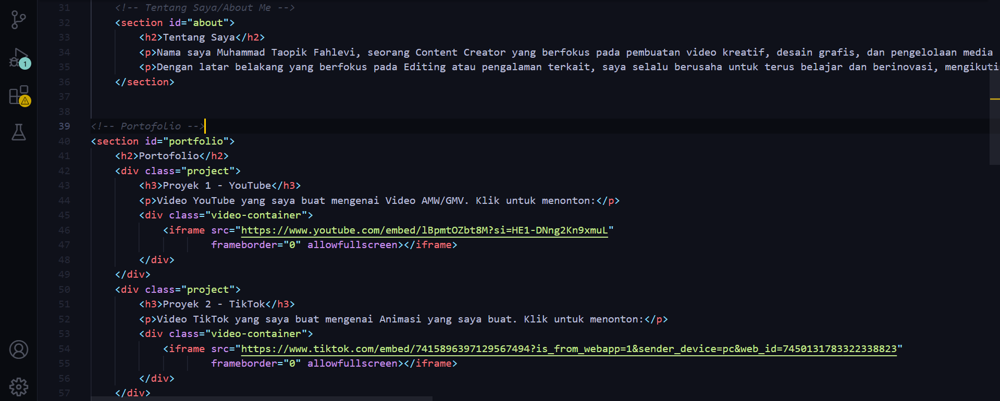 31 <!-- Tentang Saya/About Me -->
32 <section id="about">
33 <h2>Tentang Saya</h2>
34 <p>Nama saya Muhammad Taopik Fahlevi, seorang Content Creator yang berfokus pada pembuatan video kreatif, desain grafis, dan pengelolaan media
35 <p>Dengan latar belakang yang berfokus pada Editing atau pengalaman terkait, saya selalu berusaha untuk terus belajar dan berinovasi, mengikuti
36 </section>
37
38
39 <!-- Portofolio -->
40 <section id="portfolio">
41 <h2>Portofolio</h2>
42 <div class="project">
43 <h3>Proyek 1 - YouTube</h3>
44 <p>Video YouTube yang saya buat mengenai Video AMW/GMV. Klik untuk menonton:</p>
45 <div class="video-container">
46 <iframe src="https://www.youtube.com/embed/lBpmtOZbt8M?si=HE1-DNng2Kn9xmuL"
47 frameborder="0" allowfullscreen></iframe>
48 </div>
49 </div>
50 <div class="project">
51 <h3>Proyek 2 - TikTok</h3>
52 <p>Video TikTok yang saya buat mengenai Animasi yang saya buat. Klik untuk menonton:</p>
53 <div class="video-container">
54 <iframe src="https://www.tiktok.com/embed/7415896397129567494?is_from_webapp=1&sender_device=pc&web_id=7450131783322338823"
55 frameborder="0" allowfullscreen></iframe>
56 </div>
57 </div>
1